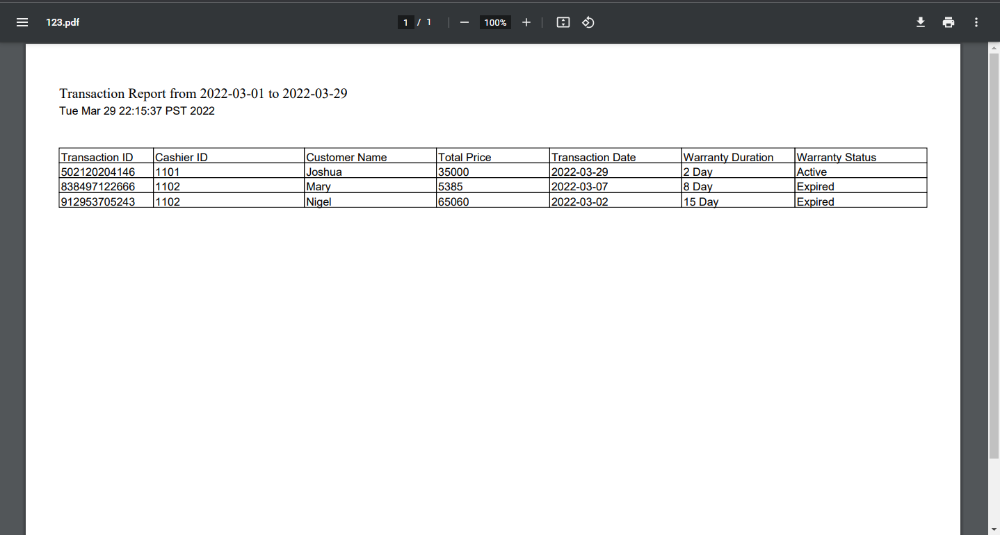 123.pdf
1 / 1
100%
Transaction Report from 2022-03-01 to 2022-03-29
Tue Mar 29 22:15:37 PST 2022
Transaction ID Cashier ID Customer Name Total Price Transaction Date Warranty Duration Warranty Status
502120204146 1101 Joshua 35000 2022-03-29 2 Day Active
838497122666 1102 Mary 5385 2022-03-07 8 Day Expired
912953705243 1102 Nigel 65060 2022-03-02 15 Day Expired